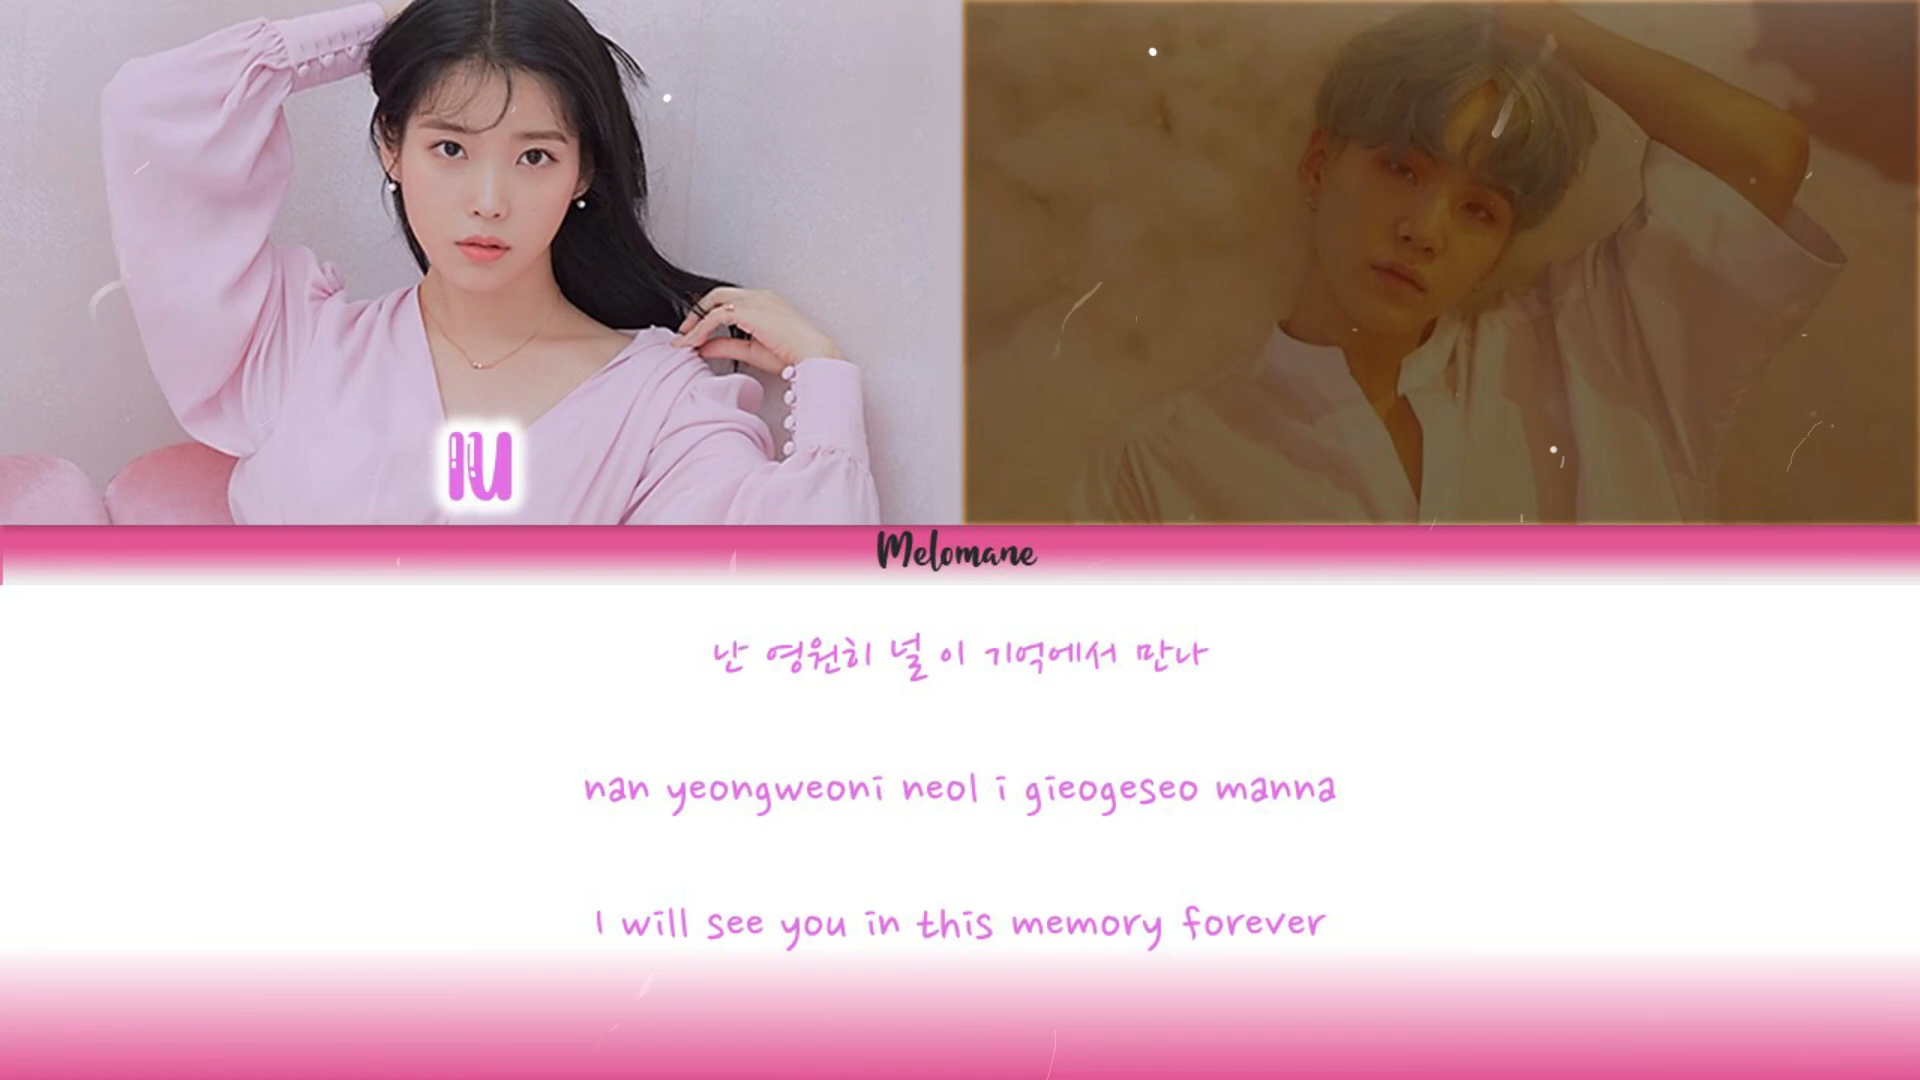 IU
Melomane
난 영원히 널 이 기억에서 만나
nan yeongweoni neol i gieogeseo manna
I will see you in this memory forever